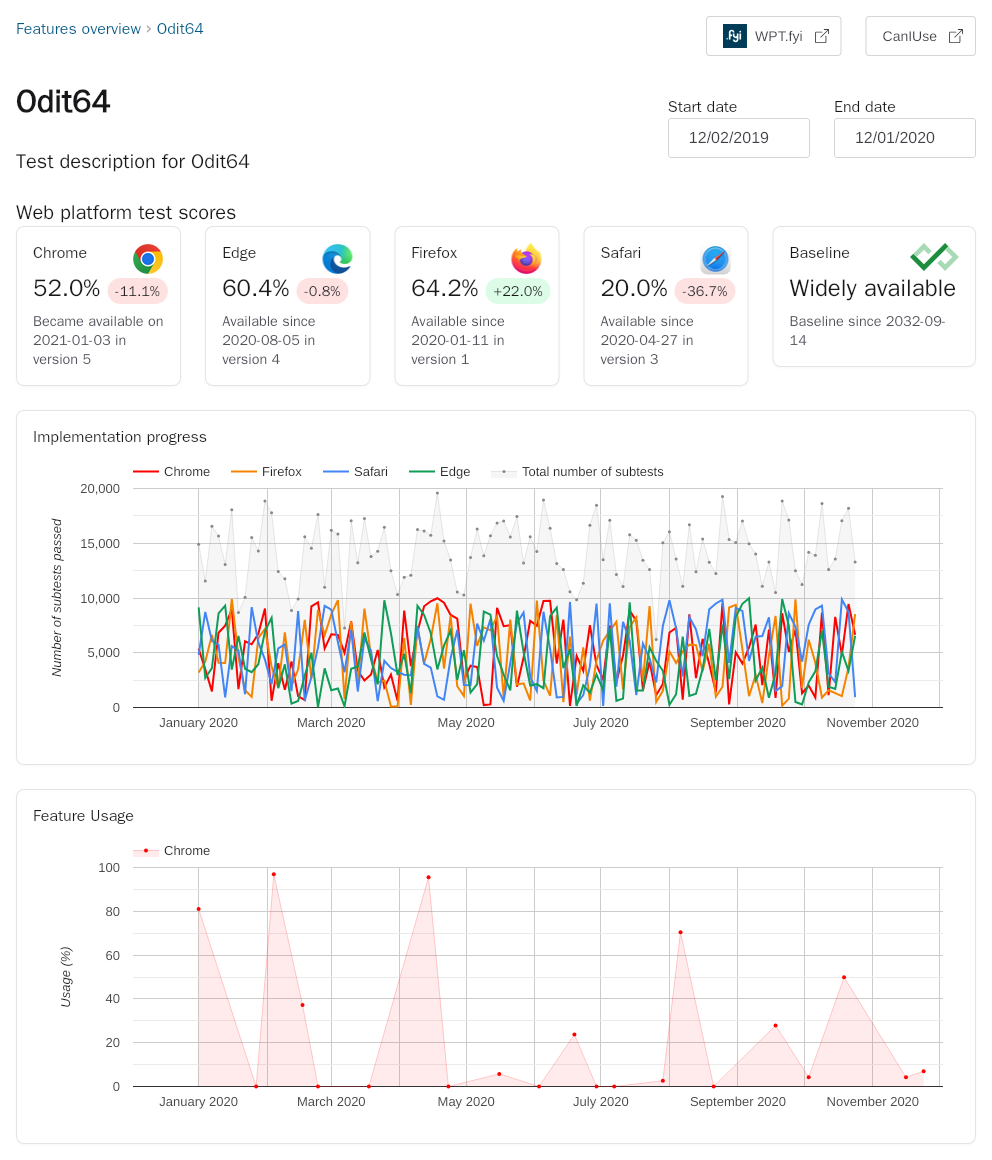 Features overview › Odit64
.fyi WPT.fyi
CanIUse
Odit64
Start date
End date
12/02/2019
12/01/2020
Test description for Odit64
Web platform test scores
Chrome
52.0% -11.1%
Became available on
2021-01-03 in
version 5
Edge
60.4% -0.8%
Available since
2020-08-05 in
version 4
Firefox
64.2% +22.0%
Available since
2020-01-11 in
version 1
Safari
20.0% -36.7%
Available since
2020-04-27 in
version 3
Baseline
Widely available
Baseline since 2032-09-
14
Implementation progress
Chrome Firefox Safari Edge Total number of subtests
Number of subtests passed
20,000
15,000
10,000
5,000
0
January 2020 March 2020 May 2020 July 2020 September 2020 November 2020
Feature Usage
Chrome
Usage (%)
100
80
60
40
20
0
January 2020 March 2020 May 2020 July 2020 September 2020 November 2020